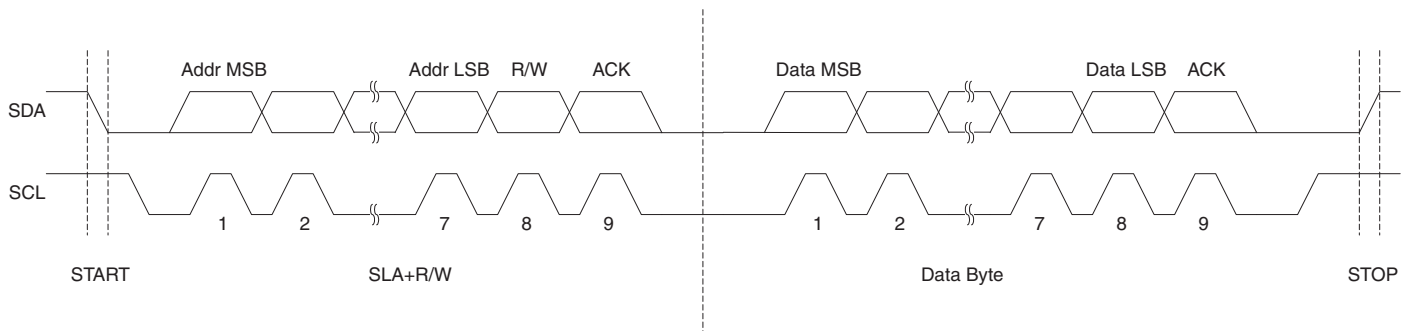 Addr MSB Addr LSB R/W ACK Data MSB Data LSB ACK
SDA
SCL
1 2 7 8 9 1 2 7 8 9
START SLA+R/W Data Byte STOP